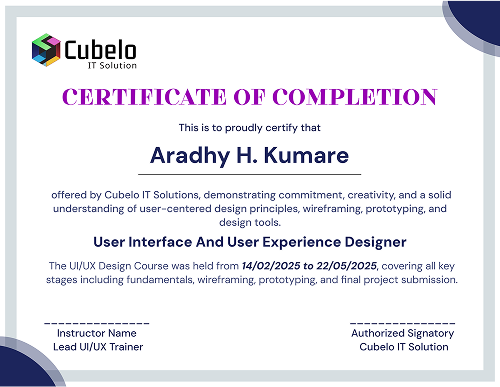 Cubelo
IT Solution
CERTIFICATE OF COMPLETION
This is to proudly certify that
Aradhy H. Kumare
offered by Cubelo IT Solutions, demonstrating commitment, creativity, and a solid
understanding of user-centered design principles, wireframing, prototyping, and
design tools.
User Interface And User Experience Designer
The UI/UX Design Course was held from 14/02/2025 to 22/05/2025, covering all key
stages including fundamentals, wireframing, prototyping, and final project submission.
_______________ _______________
Instructor Name Authorized Signatory
Lead UI/UX Trainer Cubelo IT Solution